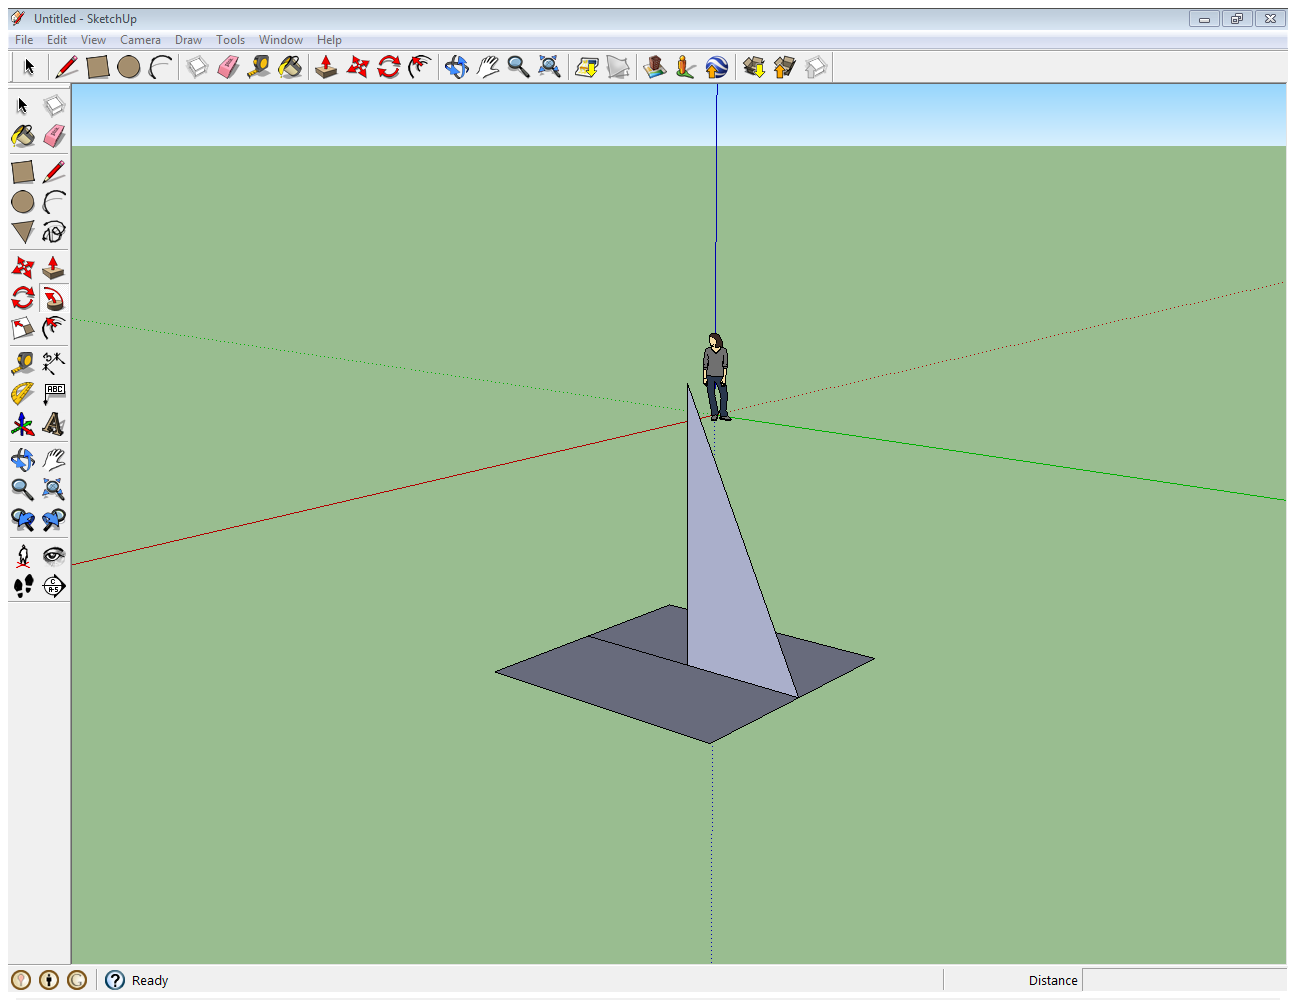 Untitled - SketchUp
File Edit View Camera Draw Tools Window Help
ABC
Ready
Distance